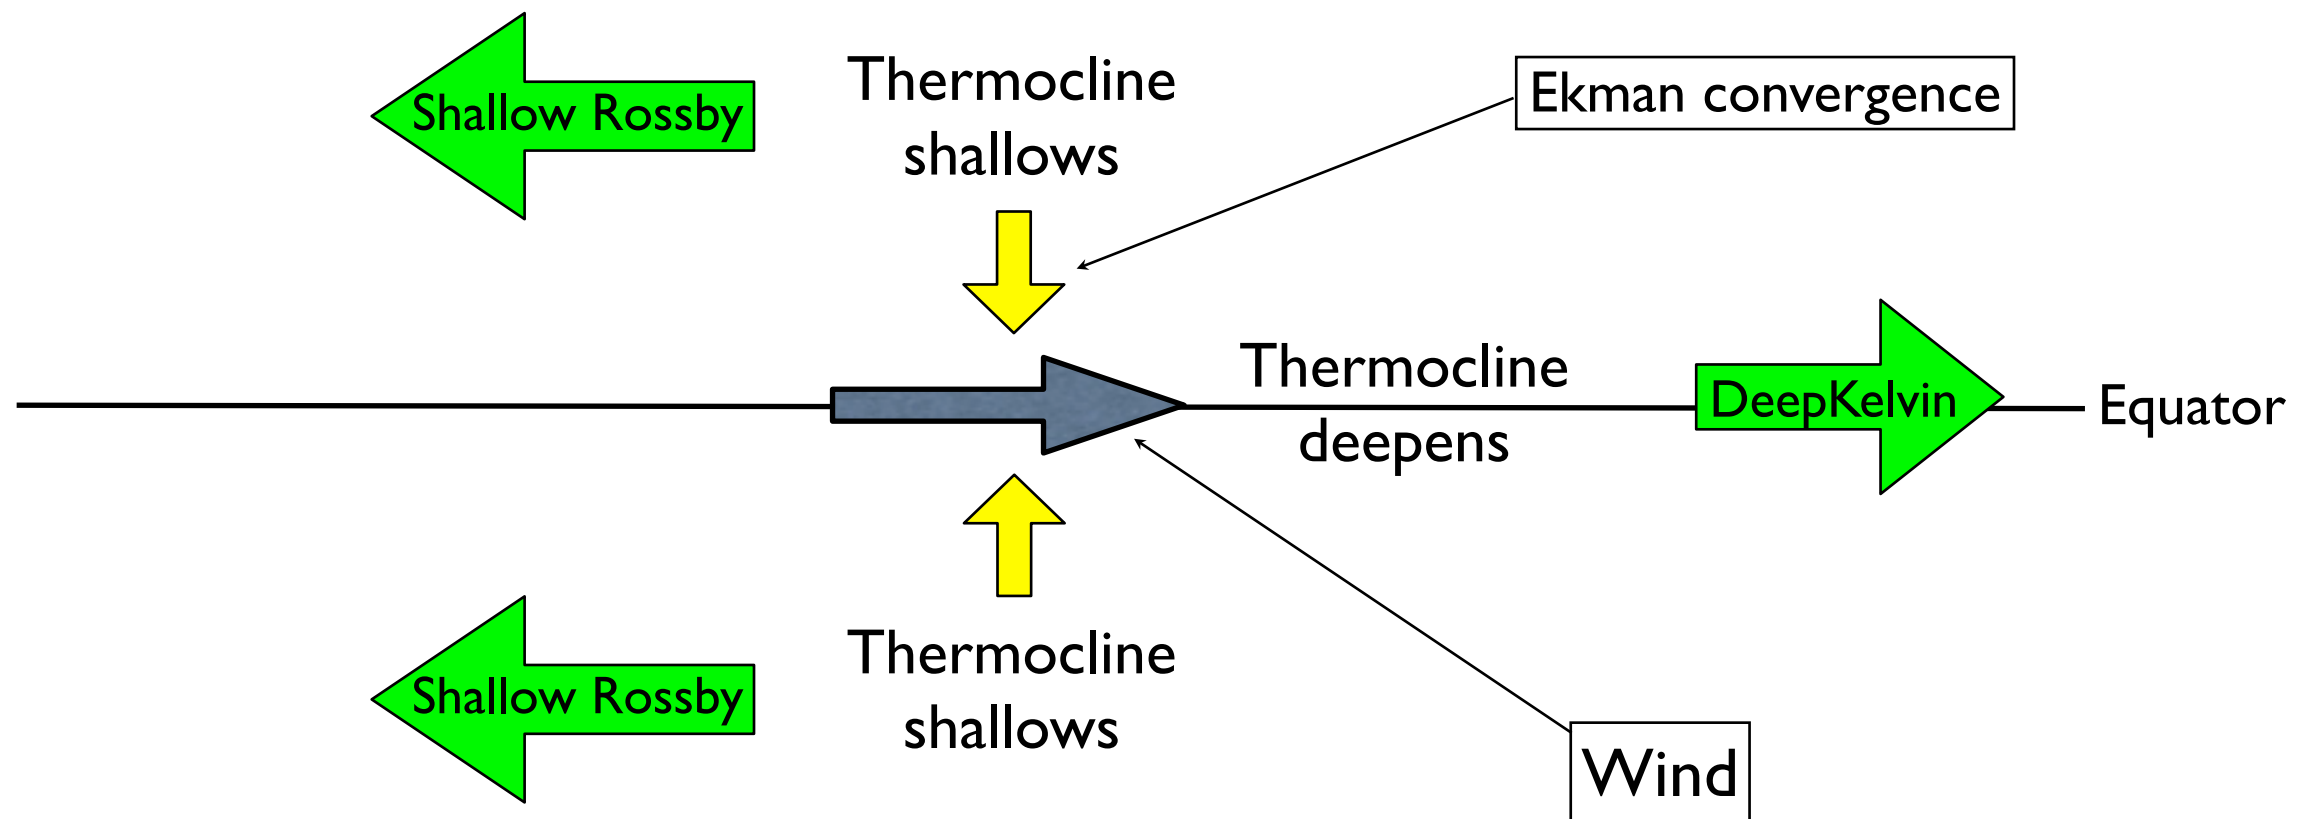 Shallow Rossby
Thermocline
shallows
Ekman convergence
Thermocline
deepens
DeepKelvin
Equator
Shallow Rossby
Thermocline
shallows
Wind